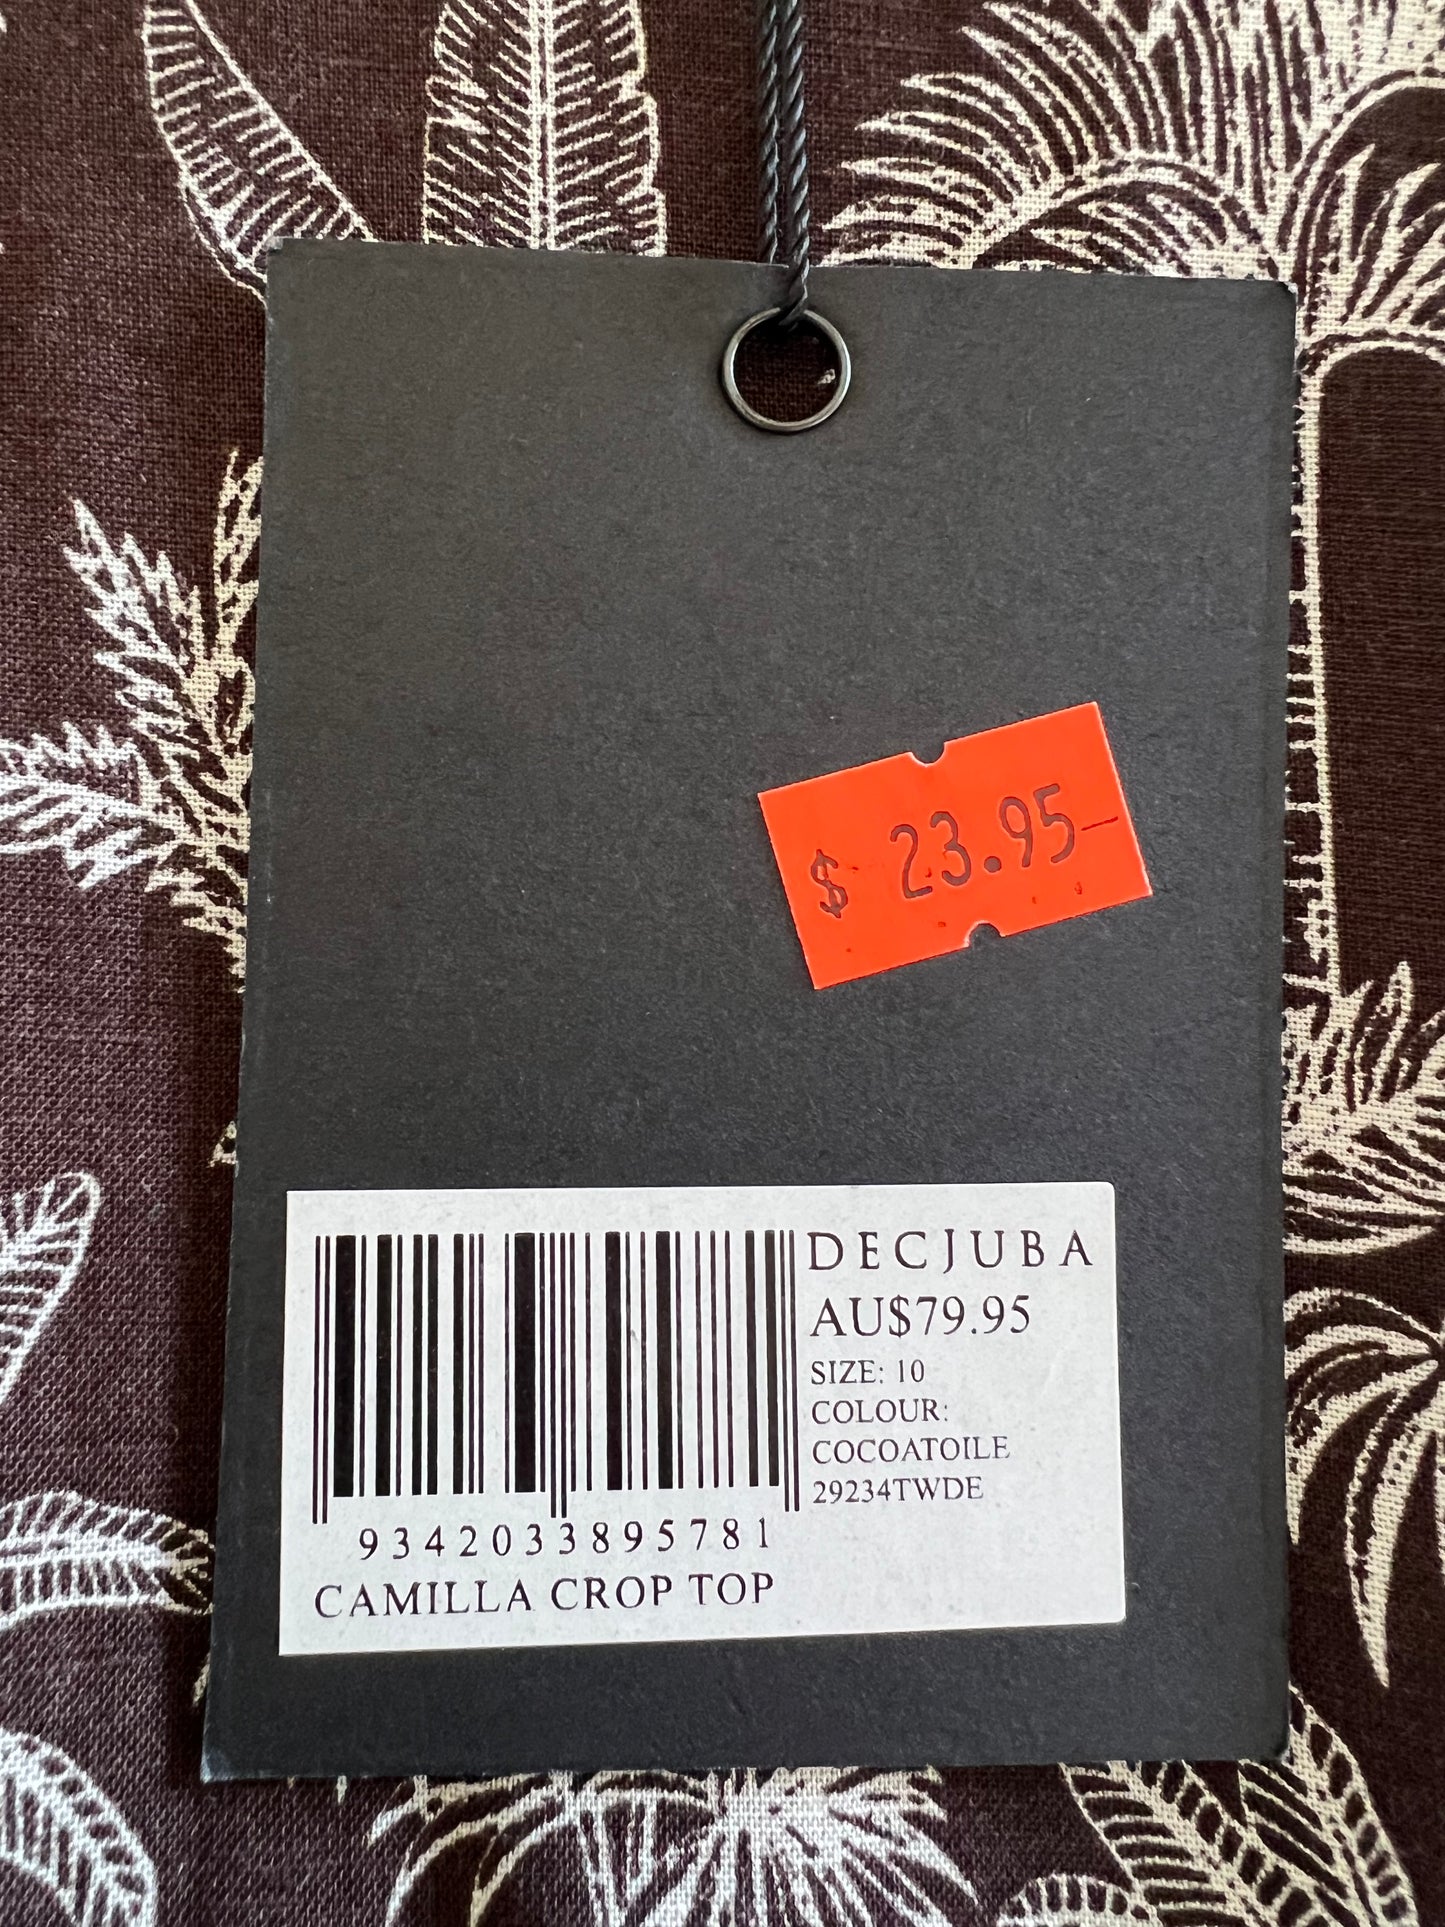 $ 23.95-
DECJUBA
AU$79.95
SIZE: 10
COLOUR:
COCOATOILE
29234TWDE
9342033895781
CAMILLA CROP TOP